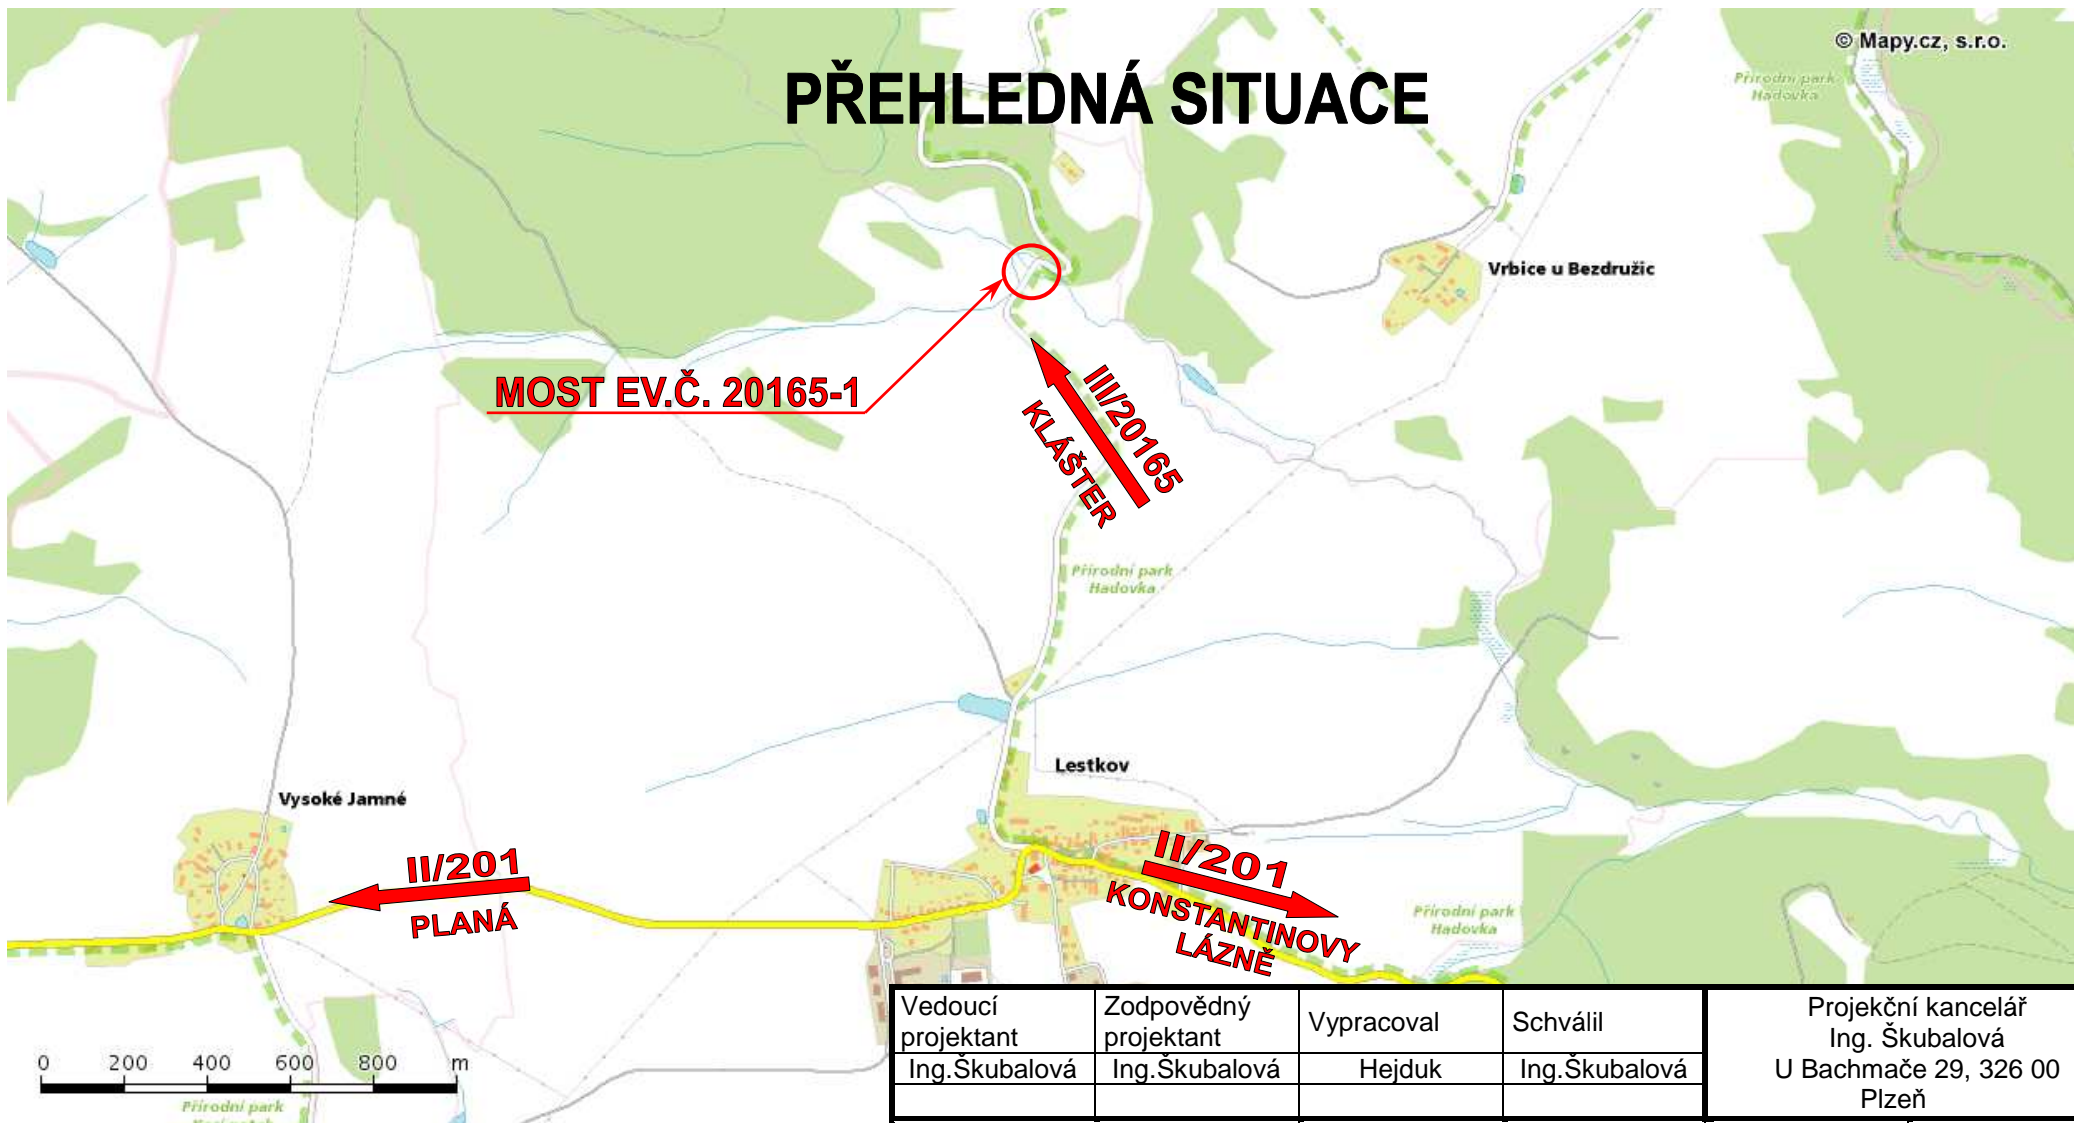 © Mapy.cz, s.r.o.
PŘEHLEDNÁ SITUACE
Přírodní park
Hadovka
Vrbice u Bezdružic
MOST EV.Č. 20165-1
III/20165
KLÁŠTER
Přírodní park
Hadovka
Lestkov
Vysoké Jamné
II/201
PLANÁ
II/201
KONSTANTINOVY
LÁZNĚ
Přírodní park
Hadovka
0 200 400 600 800 m
Přírodní park
Vedoucí
projektant
Zodpovědný
projektant
Vypracoval
Schválil
Ing.Škubalová
Ing.Škubalová
Hejduk
Ing.Škubalová
Projekční kancelář
Ing. Škubalová
U Bachmače 29, 326 00
Plzeň